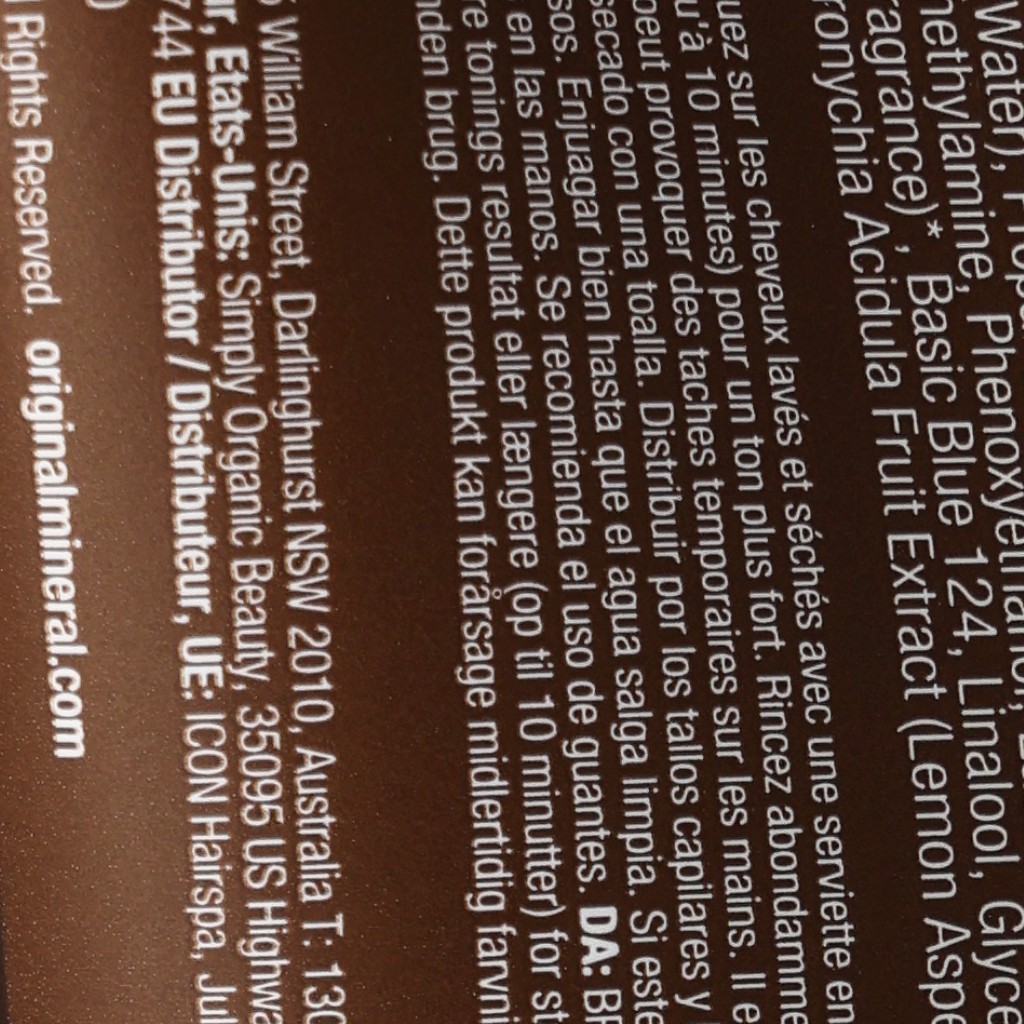 Water),
nethylamine, Phenoxyethanol,
ragrance)*, Basic Blue 124, Linalool, Glyce
ronychia Acidula Fruit Extract (Lemon Aspe
uez sur les cheveux lavés et séchés avec une serviette en
u'à 10 minutes) pour un ton plus fort. Rincez abondamme
peut provoquer des taches temporaires sur les mains. Il e
secado con una toalla. Distribuir por los tallos capilares y
sos. Enjuagar bien hasta que el agua salga limpia. Si este
en las manos. Se recomienda el uso de guantes. DA: BR
re tonings resultat eller længere (op til 10 minutter) for st
nden brug. Dette produkt kan forårsage midlertidig farvni
William Street, Darlinghurst NSW 2010, Australia T: 130
ur, Etats-Unis: Simply Organic Beauty, 35095 US Highwa
744 EU Distributor / Distributeur, UE: ICON Hairspa, Jul
)
l Rights Reserved. originalmineral.com